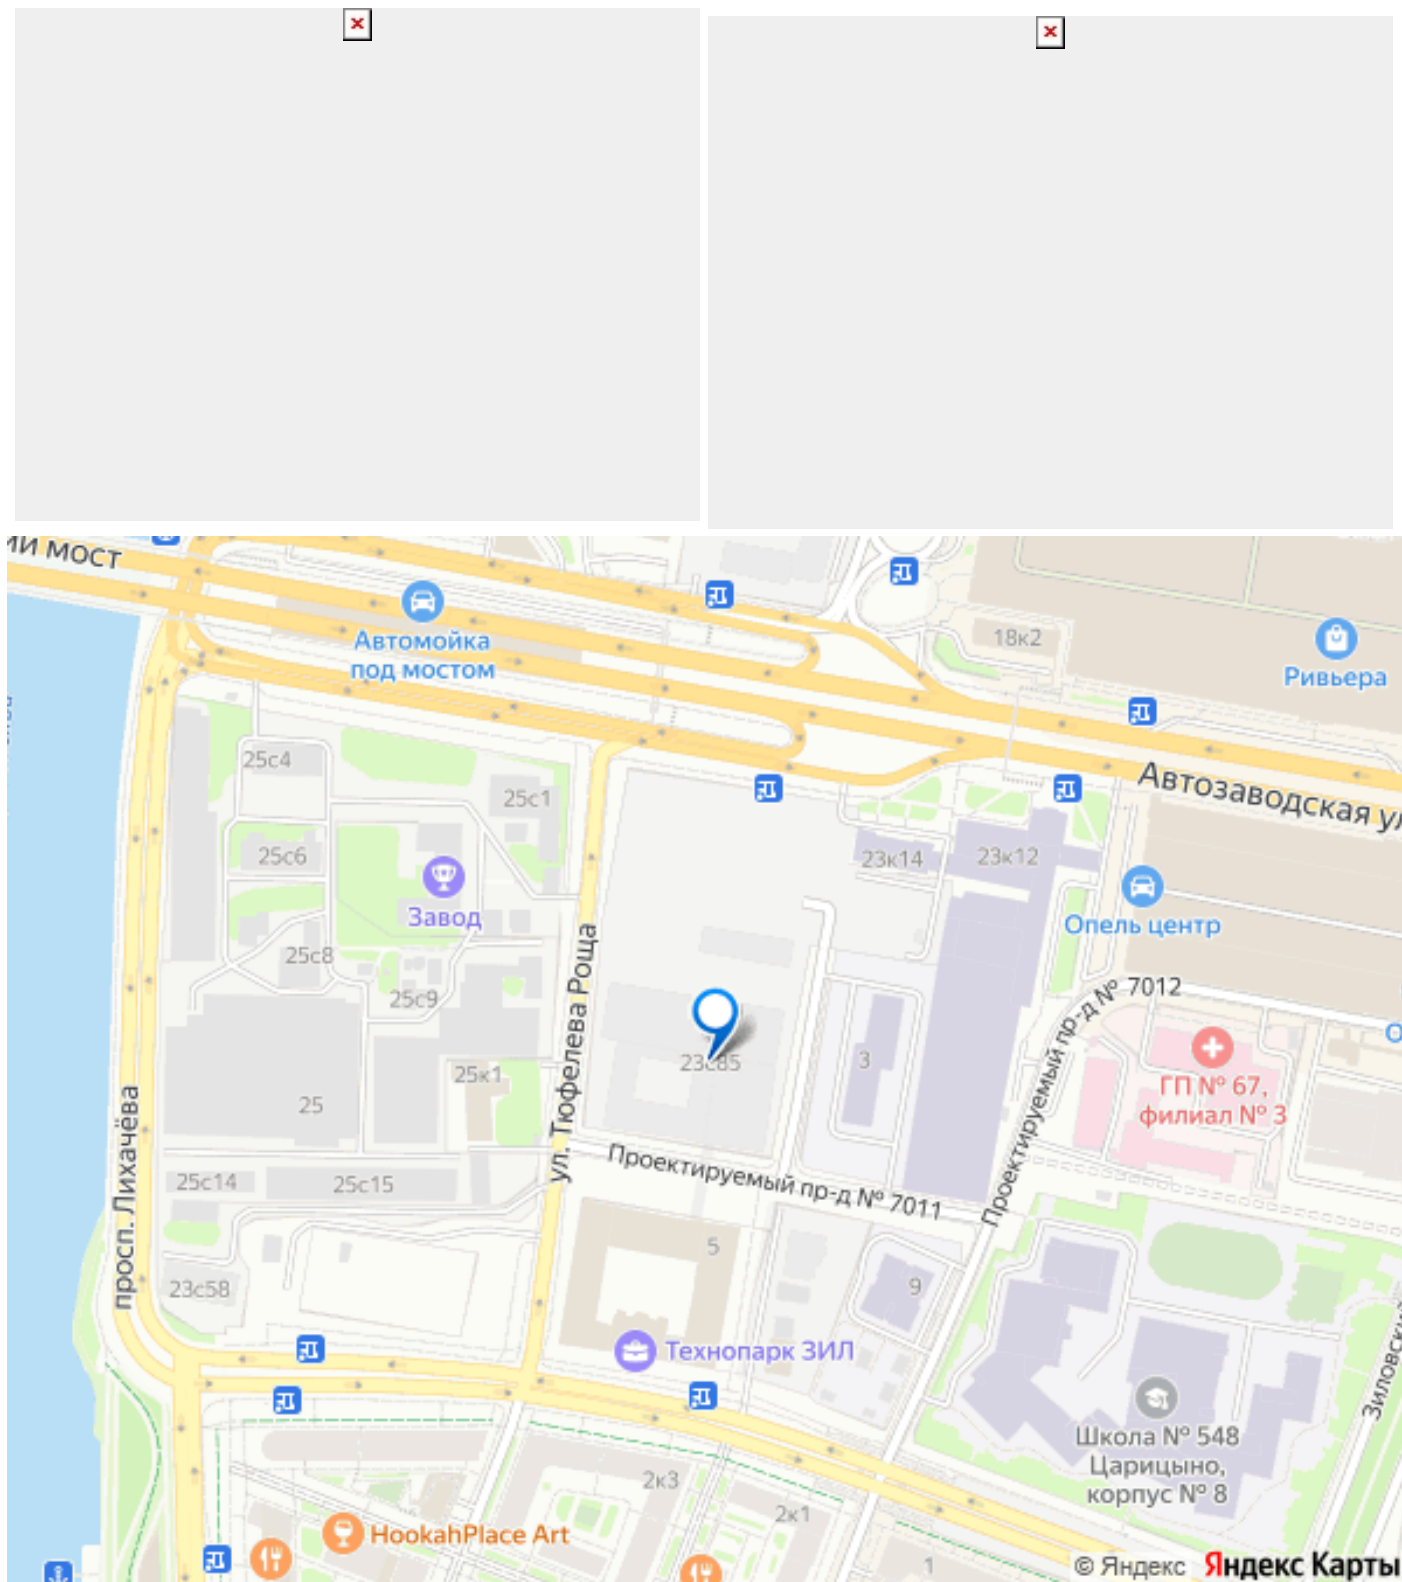 ий мост
Автомойка
под мостом
18к2
Ривьера
25с4
25с1
Автозаводская ул
25с6
23к14
23к12
Завод
Опель центр
25с8
25с9
ул. Тюфелева Роща
Проектируемый пр-д № 7012
23с85
3
25к1
25
ГП № 67,
филиал № 3
просп. Лихачёва
Проектируемый пр-д № 7011
25с14
25с15
5
23с58
9
Технопарк ЗИЛ
Зиловский
Школа № 548
Царицыно,
корпус № 8
2к3
2к1
HookahPlace Art
1
© Яндекс Яндекс Карты